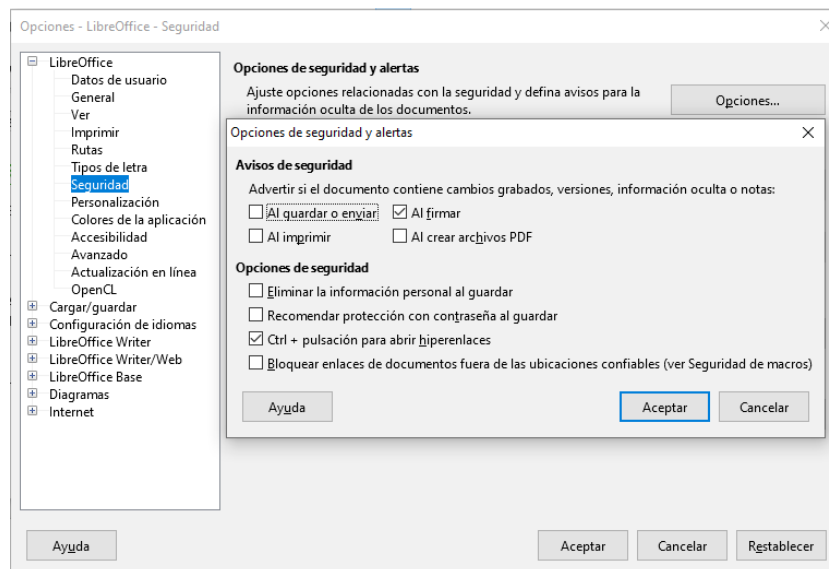 Opciones - LibreOffice - Seguridad
LibreOffice
Datos de usuario
General
Ver
Imprimir
Rutas
Tipos de letra
Seguridad
Personalización
Colores de la aplicación
Accesibilidad
Avanzado
Actualización en línea
OpenCL
Cargar/guardar
Configuración de idiomas
LibreOffice Writer
LibreOffice Writer/Web
LibreOffice Base
Diagramas
Internet
Opciones de seguridad y alertas
Ajuste opciones relacionadas con la seguridad y defina avisos para la
información oculta de los documentos.
Opciones...
Opciones de seguridad y alertas
Avisos de seguridad
Advertir si el documento contiene cambios grabados, versiones, información oculta o notas:
Al guardar o enviar Al firmar
Al imprimir Al crear archivos PDF
Opciones de seguridad
Eliminar la información personal al guardar
Recomendar protección con contraseña al guardar
Ctrl + pulsación para abrir hiperenlaces
Bloquear enlaces de documentos fuera de las ubicaciones confiables (ver Seguridad de macros)
Ayuda Aceptar Cancelar
Ayuda Aceptar Cancelar Restablecer